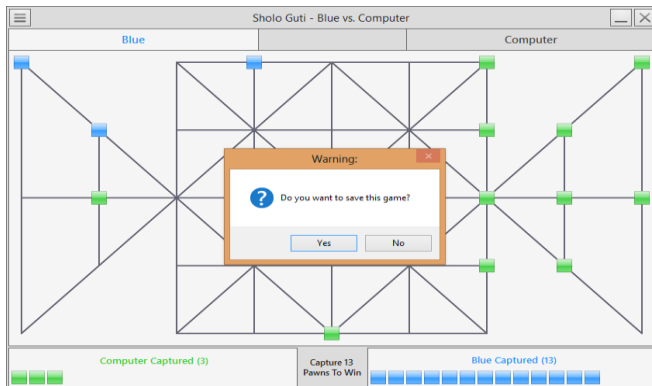 Sholo Guti - Blue vs. Computer
Blue
Computer
Warning:
Do you want to save this game?
Yes
No
Computer Captured (3)
Capture 13
Pawns To Win
Blue Captured (13)